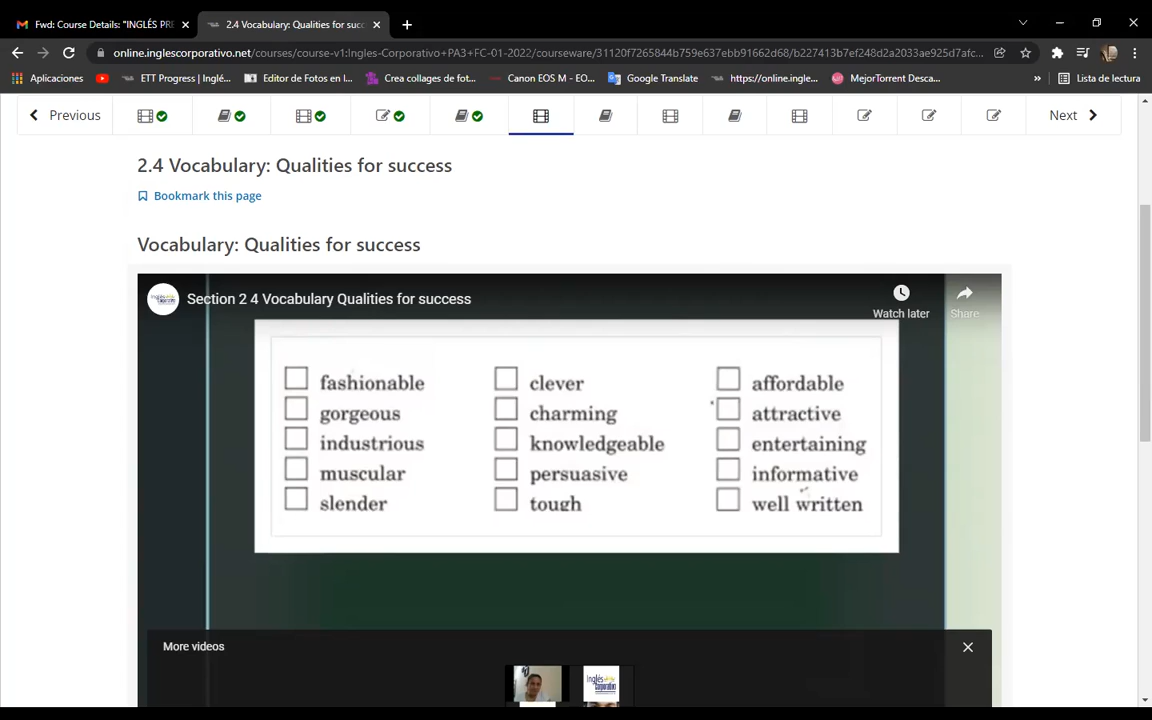 Fwd: Course Details: "INGLÉS PRE
2.4 Vocabulary: Qualities for suc
online.inglescorporativo.net/courses/course-v1:Ingles-Corporativo+PA3+FC-01-2022/courseware/31120f7265844b759e637ebb91662d68/b227413b7ef248d2a2033ae925d7afc...
Aplicaciones
ETT Progress | Inglé...
Editor de Fotos en l...
Crea collages de fot...
Canon EOS M - EO...
Google Translate
https://online.ingle...
MejorTorrent Desca...
»
Lista de lectura
Previous
Next
2.4 Vocabulary: Qualities for success
Bookmark this page
Vocabulary: Qualities for success
Section 2 4 Vocabulary Qualities for success
Watch later
Share
fashionable clever affordable
gorgeous charming attractive
industrious knowledgeable entertaining
muscular persuasive informative
slender tough well written
More videos
Inglés
corporativo